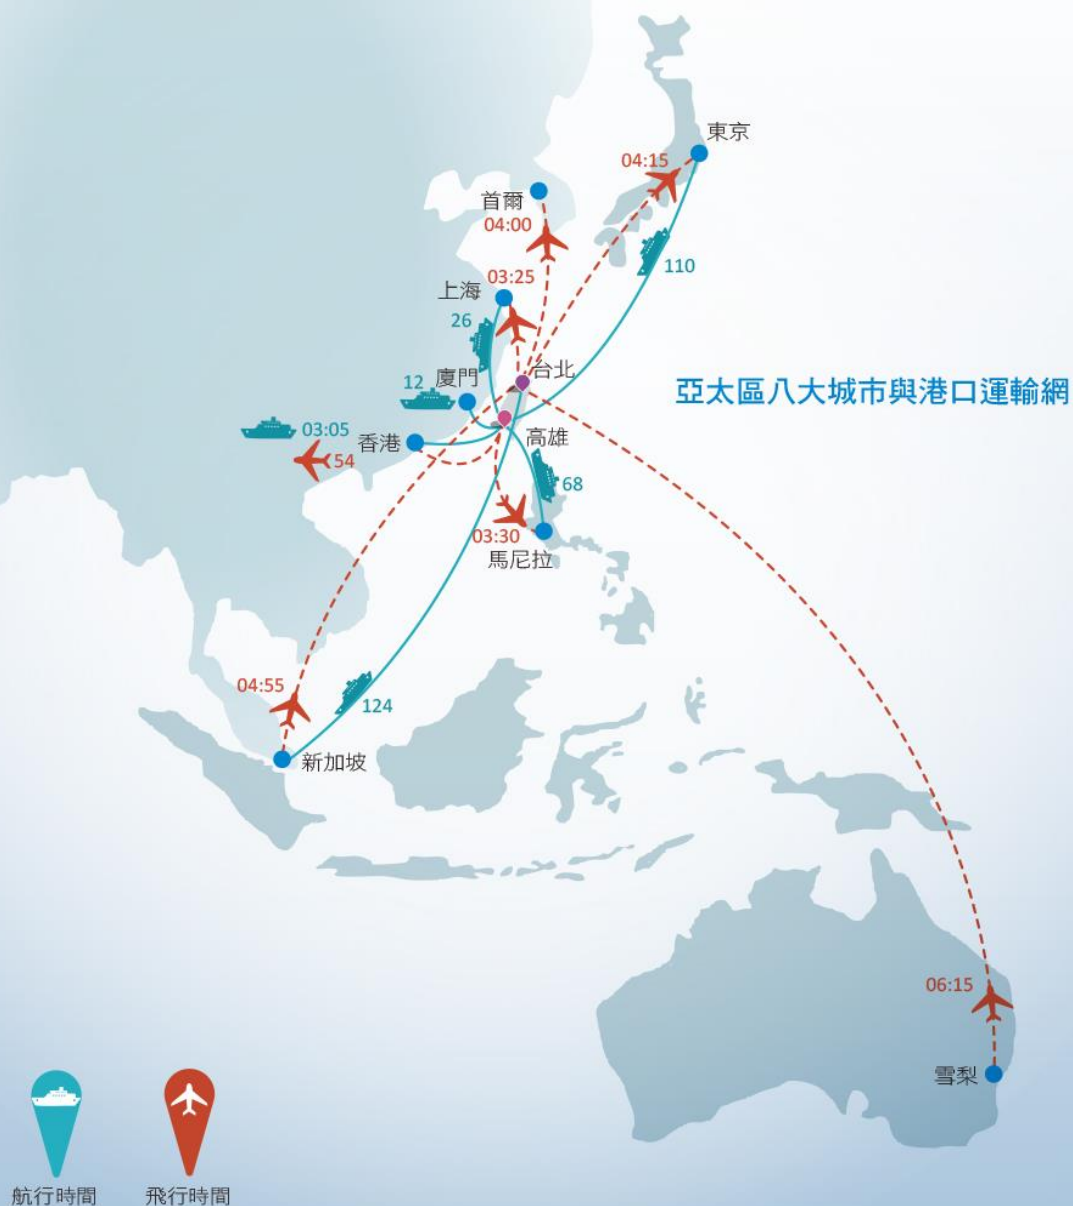 東京
04:15
首爾
04:00
110
03:25
上海
26
台北
12
廈門
亞太區八大城市與港口運輸網
03:05
香港
54
高雄
68
03:30
馬尼拉
04:55
124
新加坡
06:15
雪梨
航行時間
飛行時間